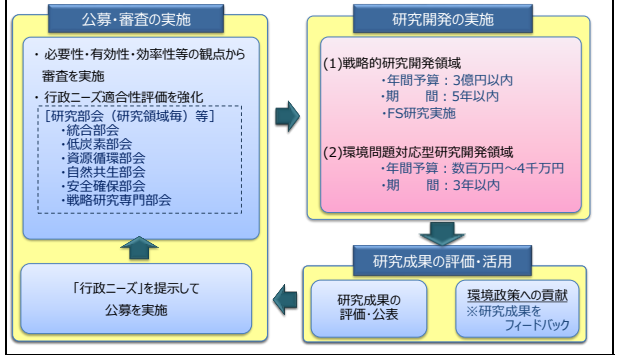 公募・審査の実施
・ 必要性・有効性・効率性等の観点から
審査を実施
・ 行政ニーズ適合性評価を強化
[研究部会（研究領域毎）等]
・統合部会
・低炭素部会
・資源循環部会
・自然共生部会
・安全確保部会
・戦略研究専門部会
「行政ニーズ」を提示して
公募を実施
研究開発の実施
(1)戦略的研究開発領域
・年間予算：3億円以内
・期　　間：5年以内
・FS研究実施
(2)環境問題対応型研究開発領域
・年間予算：数百万円～4千万円
・期　　間：3年以内
研究成果の評価・活用
研究成果の
評価・公表
環境政策への貢献
※研究成果を
フィードバック